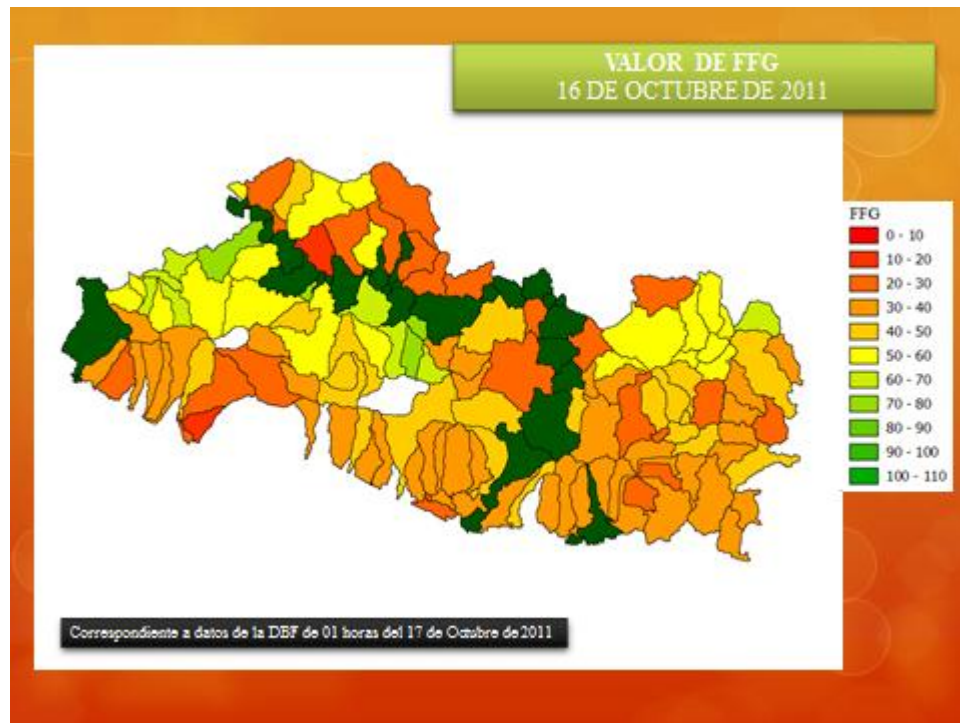 VALOR DE FFG
16 DE OCTUBRE DE 2011
FFG
0 - 10
10 - 20
20 - 30
30 - 40
40 - 50
50 - 60
60 - 70
70 - 80
80 - 90
90 - 100
100 - 110
Correspondiente a datos de la DBF de 01 horas del 17 de Octubre de 2011